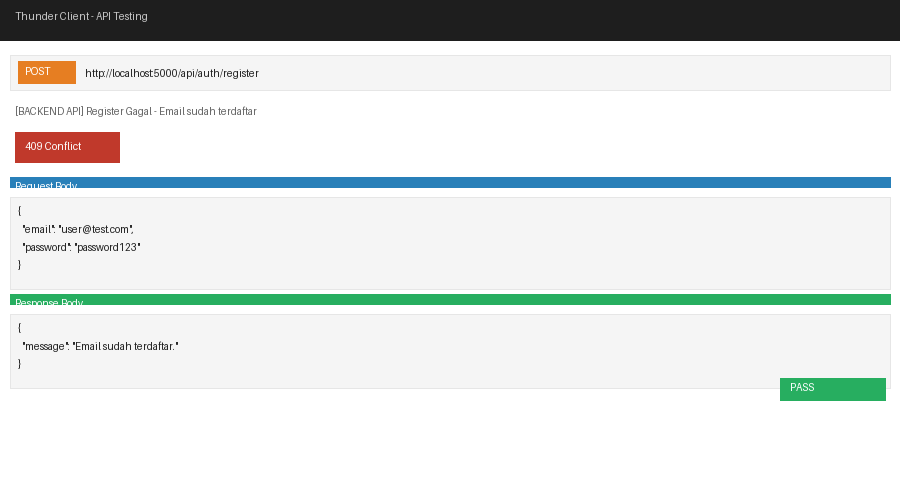 Thunder Client - API Testing
POST http://localhost:5000/api/auth/register
[BACKEND API] Register Gagal - Email sudah terdaftar
409 Conflict
Request Body
{
"email": "user@test.com",
"password": "password123"
}
Response Body
{
"message": "Email sudah terdaftar."
}
PASS